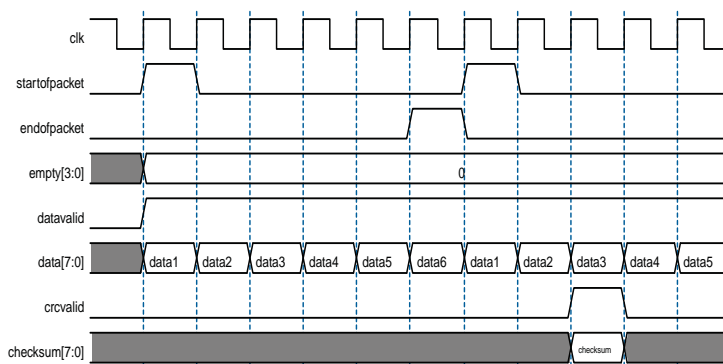 clk
startofpacket
endofpacket
empty[3:0] 0
datavalid
data[7:0] data1 data2 data3 data4 data5 data6 data1 data2 data3 data4 data5
crcvalid
checksum[7:0] checksum